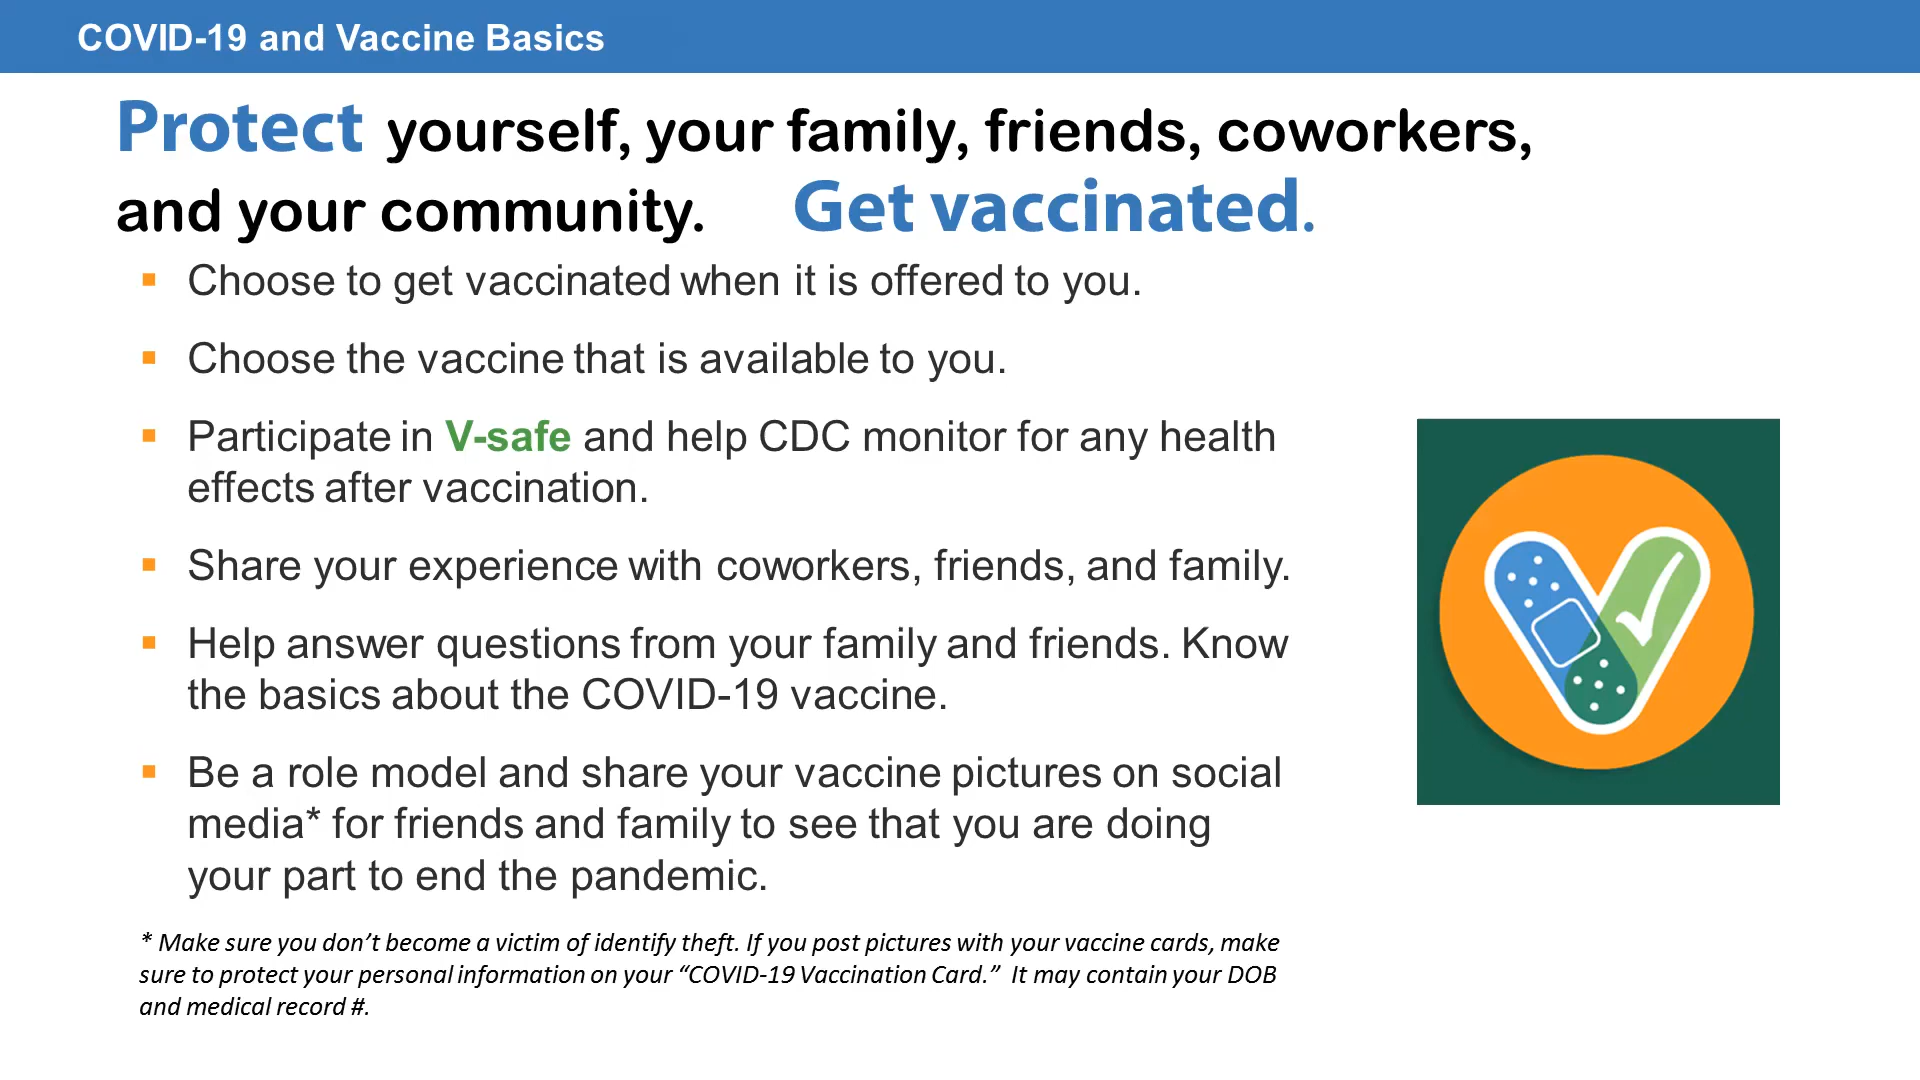 COVID-19 and Vaccine Basics
Protect yourself, your family, friends, coworkers,
and your community. Get vaccinated.
▪ Choose to get vaccinated when it is offered to you.
▪ Choose the vaccine that is available to you.
▪ Participate in V-safe and help CDC monitor for any health
effects after vaccination.
▪ Share your experience with coworkers, friends, and family.
▪ Help answer questions from your family and friends. Know
the basics about the COVID-19 vaccine.
▪ Be a role model and share your vaccine pictures on social
media* for friends and family to see that you are doing
your part to end the pandemic.
* Make sure you don’t become a victim of identify theft. If you post pictures with your vaccine cards, make
sure to protect your personal information on your “COVID-19 Vaccination Card.” It may contain your DOB
and medical record #.